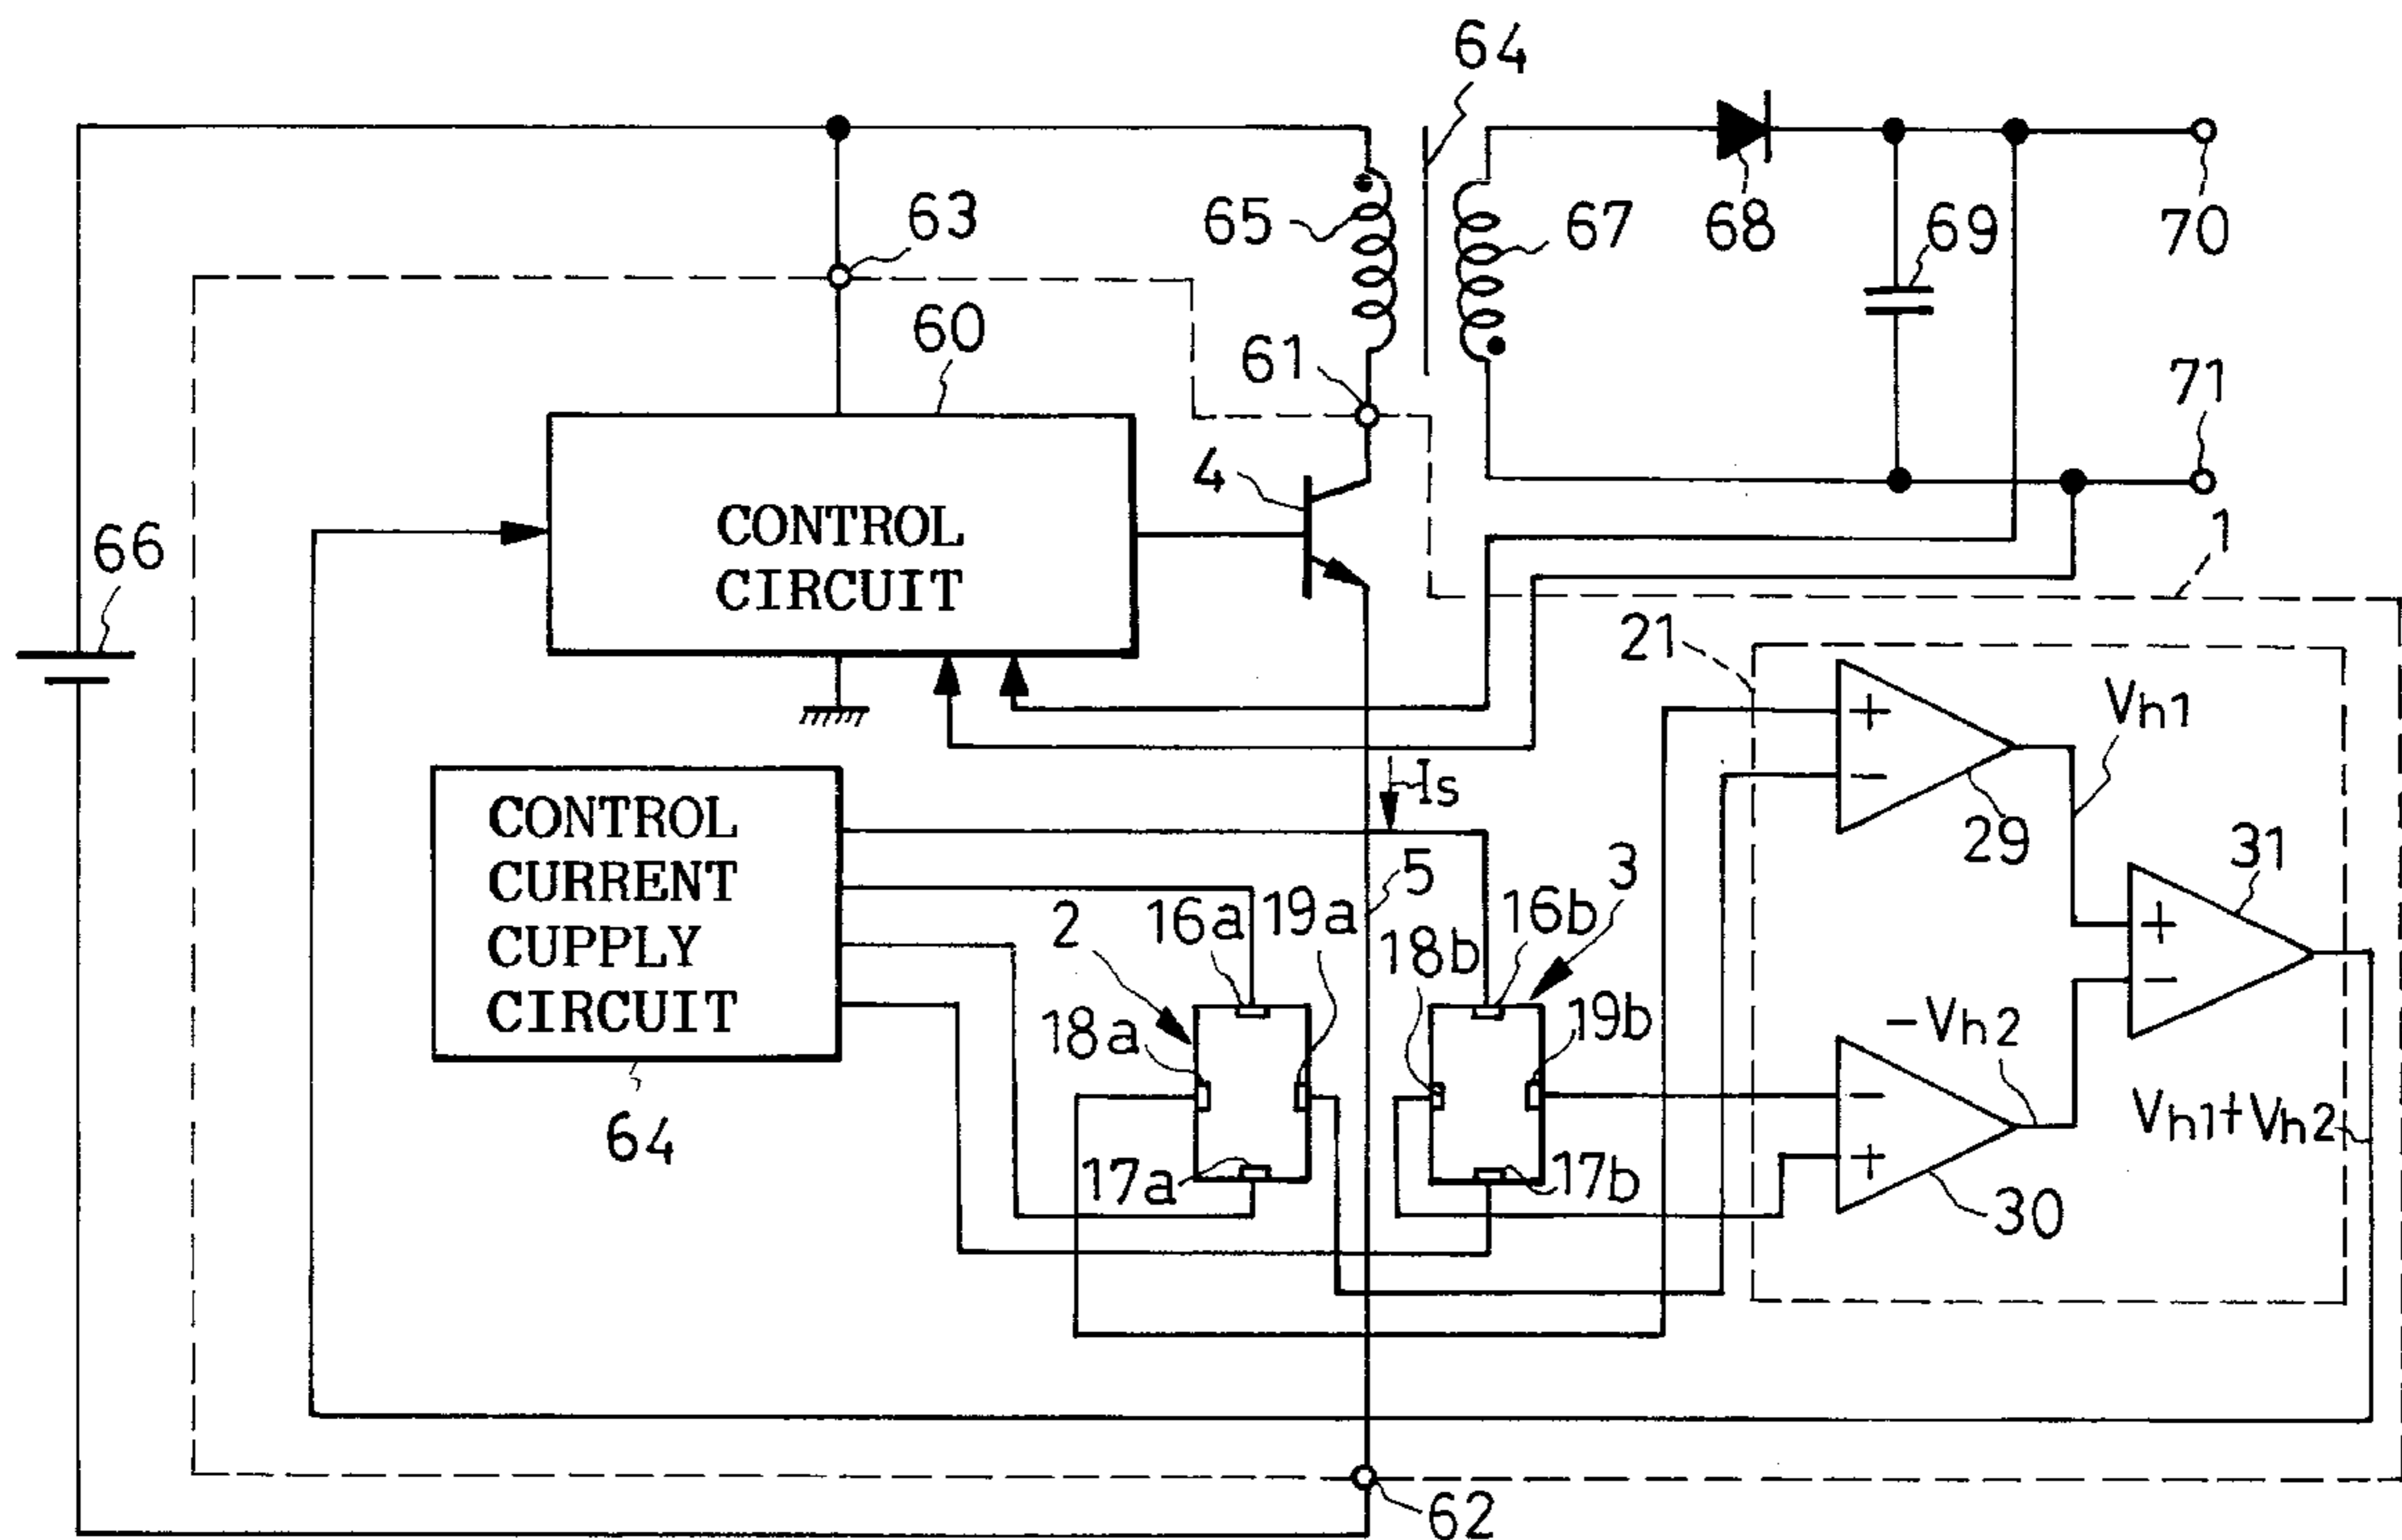 64
63
65
67
68
69
70
60
61
71
4
CONTROL
CIRCUIT
66
1
21
+
−
Vh1
Is
29
CONTROL
CURRENT
CUPPLY
CIRCUIT
5
3
31
2
16a
19a
18b
16b
+
−
18a
19b
−Vh2
−
+
Vh1+Vh2
64
17a
17b
30
62